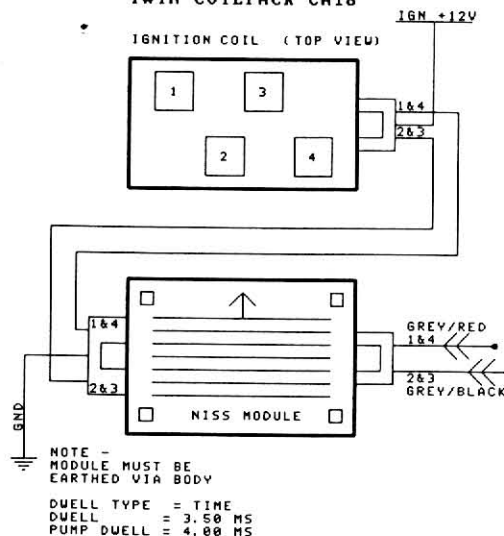 TWIN COILPACK CA18
IGN +12V
IGNITION COIL (TOP VIEW)
1
3
1&4
2&3
2
4
1&4
2&3
NISS MODULE
GREY/RED
1&4
2&3
GREY/BLACK
GND
NOTE -
MODULE MUST BE
EARTHED VIA BODY
DWELL TYPE = TIME
DWELL = 3.50 MS
PUMP DWELL = 4.00 MS